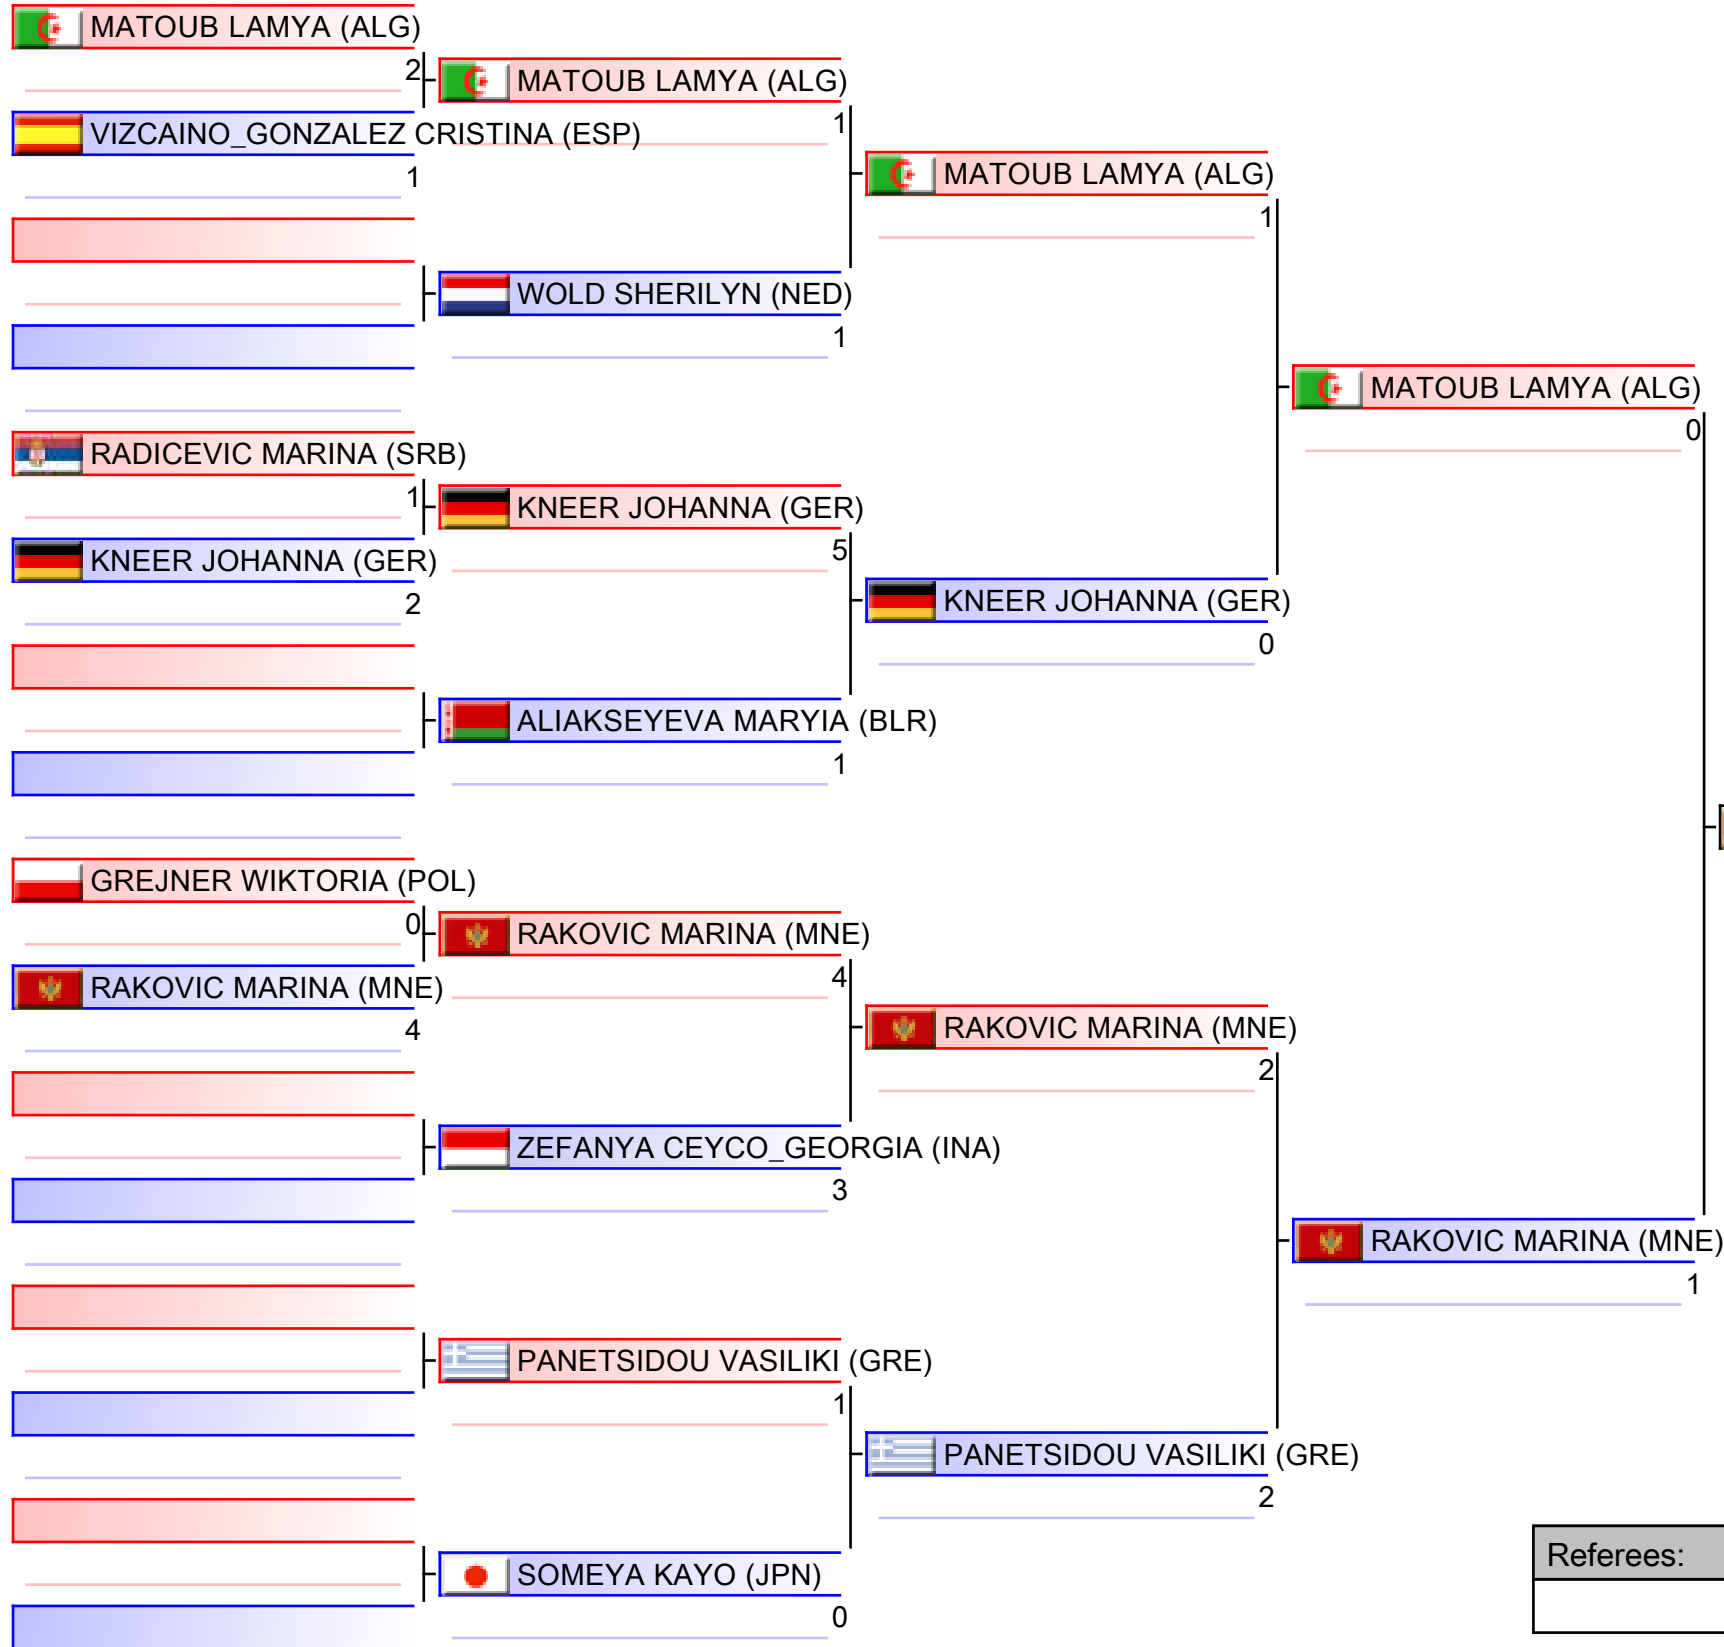 MATOUB LAMYA (ALG)
2
VIZCAINO_GONZALEZ CRISTINA (ESP)
1
RADICEVIC MARINA (SRB)
1
KNEER JOHANNA (GER)
2
GREJNER WIKTORIA (POL)
0
RAKOVIC MARINA (MNE)
4
MATOUB LAMYA (ALG)
1
WOLD SHERILYN (NED)
1
KNEER JOHANNA (GER)
5
ALIAKSEYEVA MARYIA (BLR)
1
RAKOVIC MARINA (MNE)
4
ZEFANYA CEYCO_GEORGIA (INA)
3
PANETSIDOU VASILIKI (GRE)
1
SOMEYA KAYO (JPN)
0
MATOUB LAMYA (ALG)
1
KNEER JOHANNA (GER)
0
RAKOVIC MARINA (MNE)
2
PANETSIDOU VASILIKI (GRE)
2
MATOUB LAMYA (ALG)
0
RAKOVIC MARINA (MNE)
1
Referees: